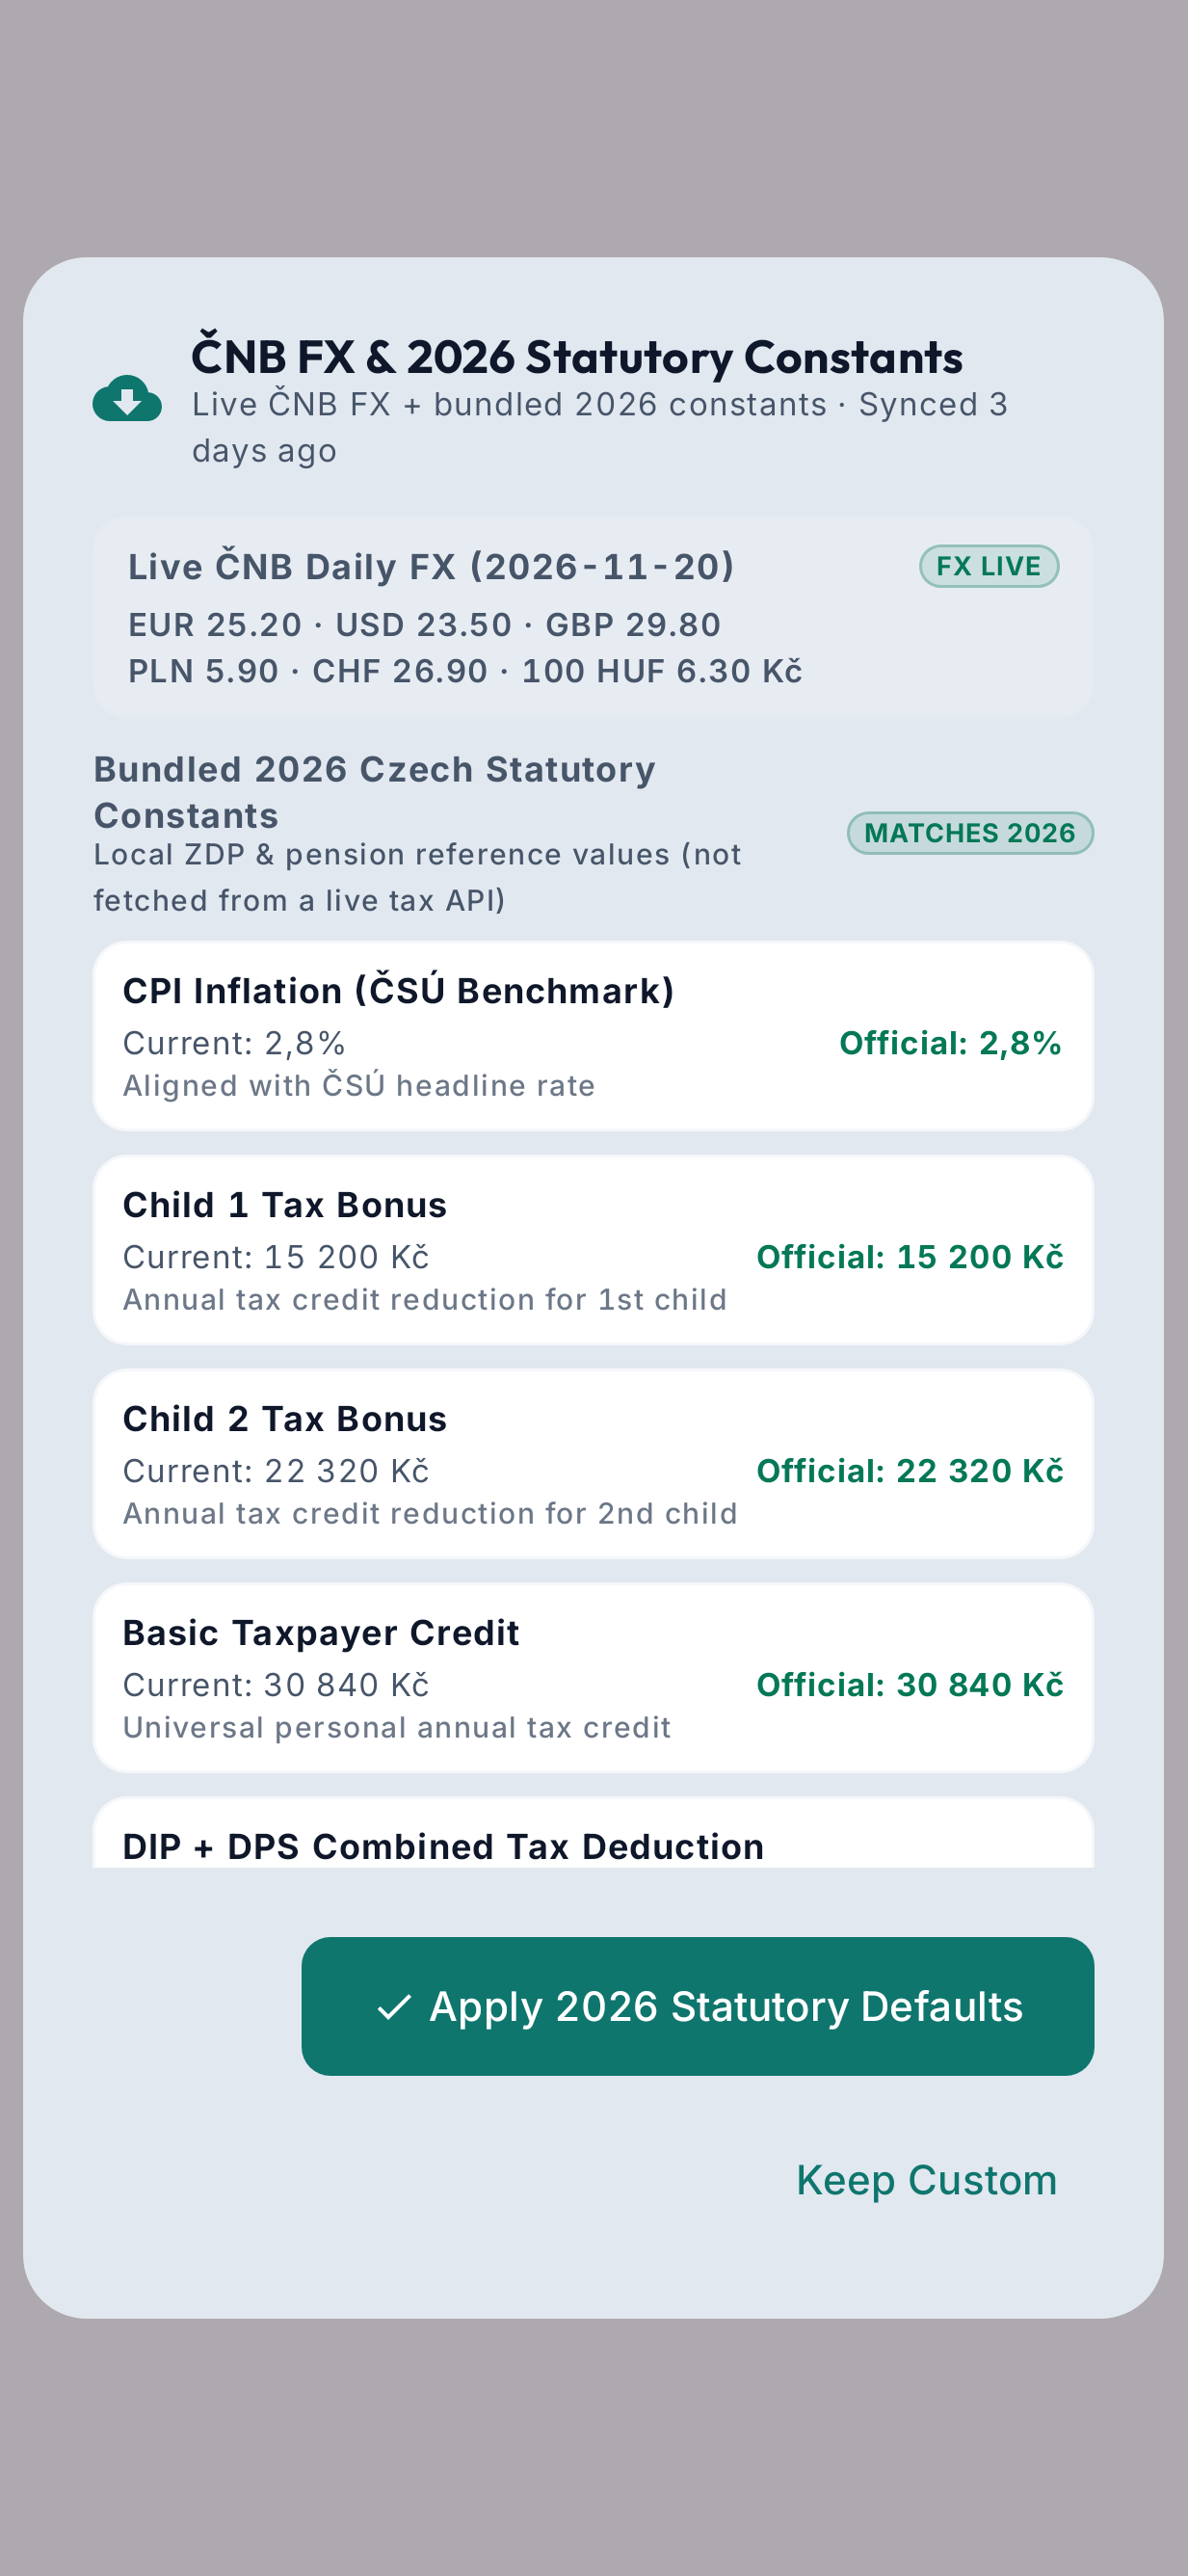 ČNB FX & 2026 Statutory Constants
Live ČNB FX + bundled 2026 constants · Synced 3
days ago
Live ČNB Daily FX (2026-11-20)
FX LIVE
EUR 25.20 · USD 23.50 · GBP 29.80
PLN 5.90 · CHF 26.90 · 100 HUF 6.30 Kč
Bundled 2026 Czech Statutory
Constants
MATCHES 2026
Local ZDP & pension reference values (not
fetched from a live tax API)
CPI Inflation (ČSÚ Benchmark)
Current: 2,8%
Official: 2,8%
Aligned with ČSÚ headline rate
Child 1 Tax Bonus
Current: 15 200 Kč
Official: 15 200 Kč
Annual tax credit reduction for 1st child
Child 2 Tax Bonus
Current: 22 320 Kč
Official: 22 320 Kč
Annual tax credit reduction for 2nd child
Basic Taxpayer Credit
Current: 30 840 Kč
Official: 30 840 Kč
Universal personal annual tax credit
DIP + DPS Combined Tax Deduction
Apply 2026 Statutory Defaults
Keep Custom